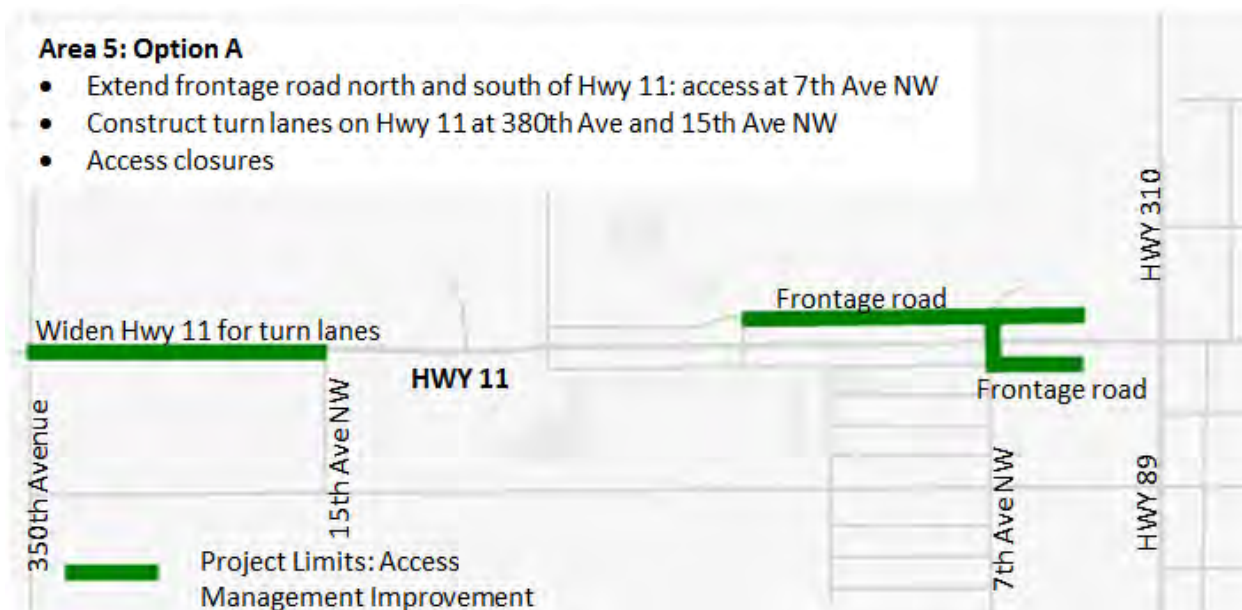 Area 5: Option A
• Extend frontage road north and south of Hwy 11: access at 7th Ave NW
• Construct turn lanes on Hwy 11 at 380th Ave and 15th Ave NW
• Access closures
HWY 310
Frontage road
Widen Hwy 11 for turn lanes
HWY 11
Frontage road
350th Avenue
15th Ave NW
7th Ave NW
HWY 89
Project Limits: Access
Management Improvement